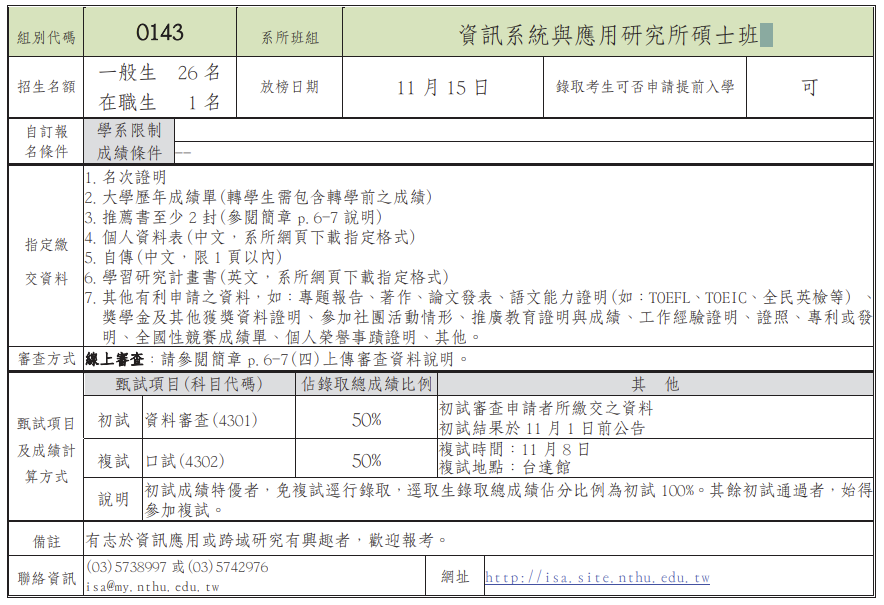 組別代碼 0143 系所班組 資訊系統與應用研究所碩士班
招生名額 一般生 26 名 放榜日期 11 月 15 日 錄取考生可否申請提前入學 可
在職生 1 名
自訂報名條件 學系限制
成績條件 --
指定繳交資料
1. 名次證明
2. 大學歷年成績單(轉學生需包含轉學前之成績)
3. 推薦書至少 2 封(參閱簡章 p.6-7 說明)
4. 個人資料表(中文，系所網頁下載指定格式)
5. 自傳(中文，限 1 頁以內)
6. 學習研究計畫書(英文，系所網頁下載指定格式)
7. 其他有利申請之資料，如：專題報告、著作、論文發表、語文能力證明(如：TOEFL、TOEIC、全民英檢等) 、
獎學金及其他獲獎資料證明、參加社團活動情形、推廣教育證明與成績、工作經驗證明、證照、專利或發
明、全國性競賽成績單、個人榮譽事蹟證明、其他。
審查方式 線上審查：請參閱簡章 p.6-7(四)上傳審查資料說明。
甄試項目及成績計算方式
甄試項目(科目代碼) 佔錄取總成績比例 其 他
初試 資料審查(4301) 50% 初試審查申請者所繳交之資料
初試結果於 11 月 1 日前公告
複試 口試(4302) 50% 複試時間：11 月 8 日
複試地點：台達館
說明 初試成績特優者，免複試逕行錄取，逕取生錄取總成績佔分比例為初試 100%。其餘初試通過者，始得
參加複試。
備註 有志於資訊應用或跨域研究有興趣者，歡迎報考。
聯絡資訊 (03)5738997 或(03)5742976
isa@my.nthu.edu.tw
網址 http://isa.site.nthu.edu.tw